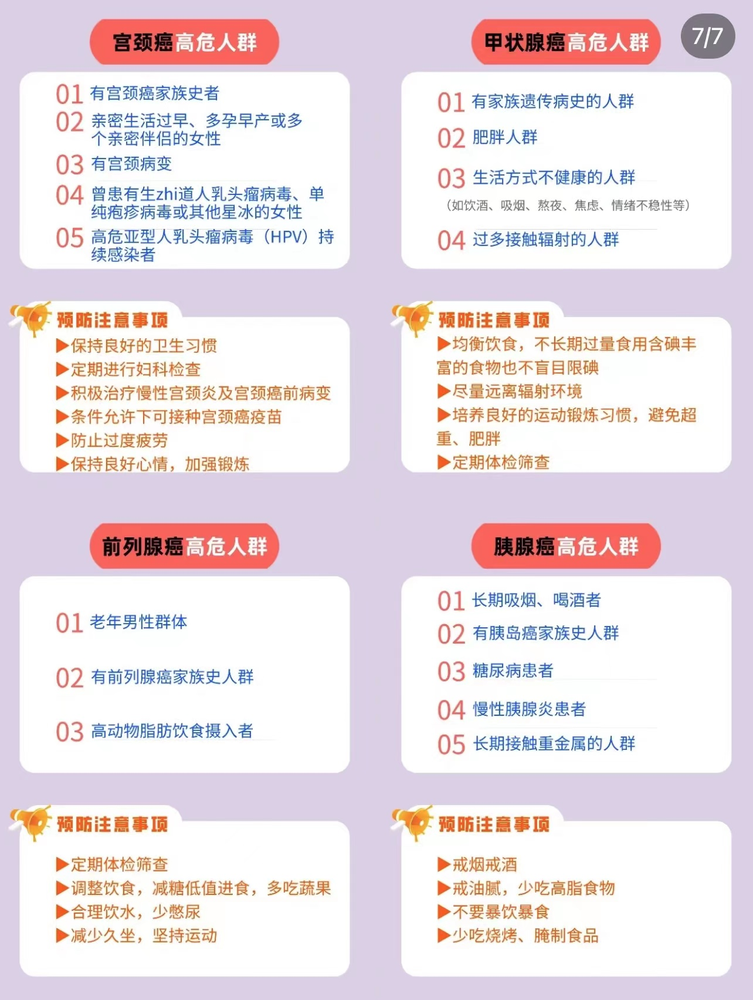 宫颈癌高危人群
01 有宫颈癌家族史者
02 亲密生活过早、多孕早产或多
个亲密伴侣的女性
03 有宫颈病变
04 曾患有生zhi道人乳头瘤病毒、单
纯疱疹病毒或其他星冰的女性
05 高危亚型人乳头瘤病毒（HPV）持
续感染者
预防注意事项
▶保持良好的卫生习惯
▶定期进行妇科检查
▶积极治疗慢性宫颈炎及宫颈癌前病变
▶条件允许下可接种宫颈癌疫苗
▶防止过度疲劳
▶保持良好心情，加强锻炼
甲状腺癌高危人群
7/7
01 有家族遗传病史的人群
02 肥胖人群
03 生活方式不健康的人群
（如饮酒、吸烟、熬夜、焦虑、情绪不稳性等）
04 过多接触辐射的人群
预防注意事项
▶均衡饮食，不长期过量食用含碘丰
富的食物也不盲目限碘
▶尽量远离辐射环境
▶培养良好的运动锻炼习惯，避免超
重、肥胖
▶定期体检筛查
前列腺癌高危人群
01 老年男性群体
02 有前列腺癌家族史人群
03 高动物脂肪饮食摄入者
预防注意事项
▶定期体检筛查
▶调整饮食，减糖低值进食，多吃蔬果
▶合理饮水，少憋尿
▶减少久坐，坚持运动
胰腺癌高危人群
01 长期吸烟、喝酒者
02 有胰岛癌家族史人群
03 糖尿病患者
04 慢性胰腺炎患者
05 长期接触重金属的人群
预防注意事项
▶戒烟戒酒
▶戒油腻，少吃高脂食物
▶不要暴饮暴食
▶少吃烧烤、腌制食品